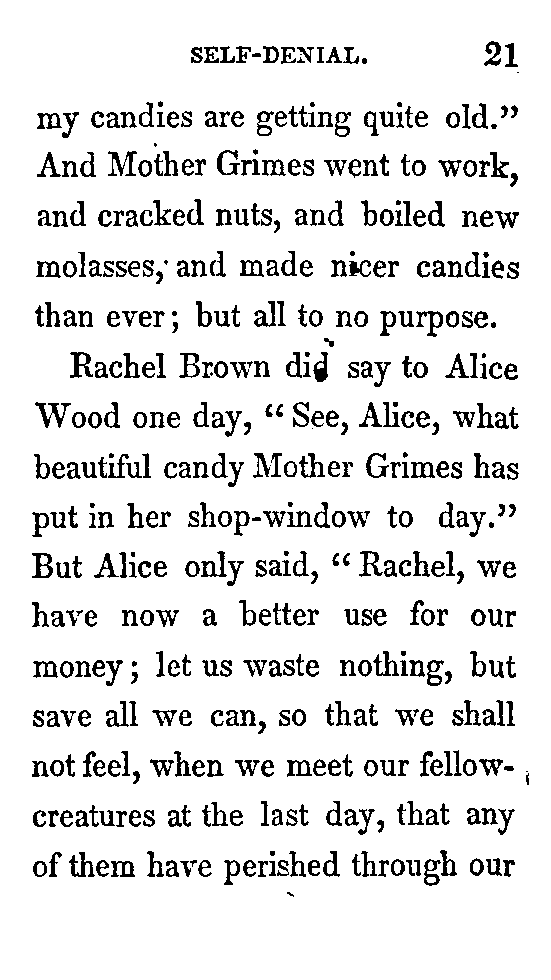 SELF-DENIAL. 21
my candies are getting quite old."
And Mother Grimes went to work,
and cracked nuts, and boiled new
molasses, and made nicer candies
than ever; but all to no purpose.
Rachel Brown did say to Alice
Wood one day, "See, Alice, what
beautiful candy Mother Grimes has
put in her shop-window to day."
But Alice only said, "Rachel, we
have now a better use for our
money; let us waste nothing, but
save all we can, so that we shall
not feel, when we meet our fellow-
creatures at the last day, that any
of them have perished through our